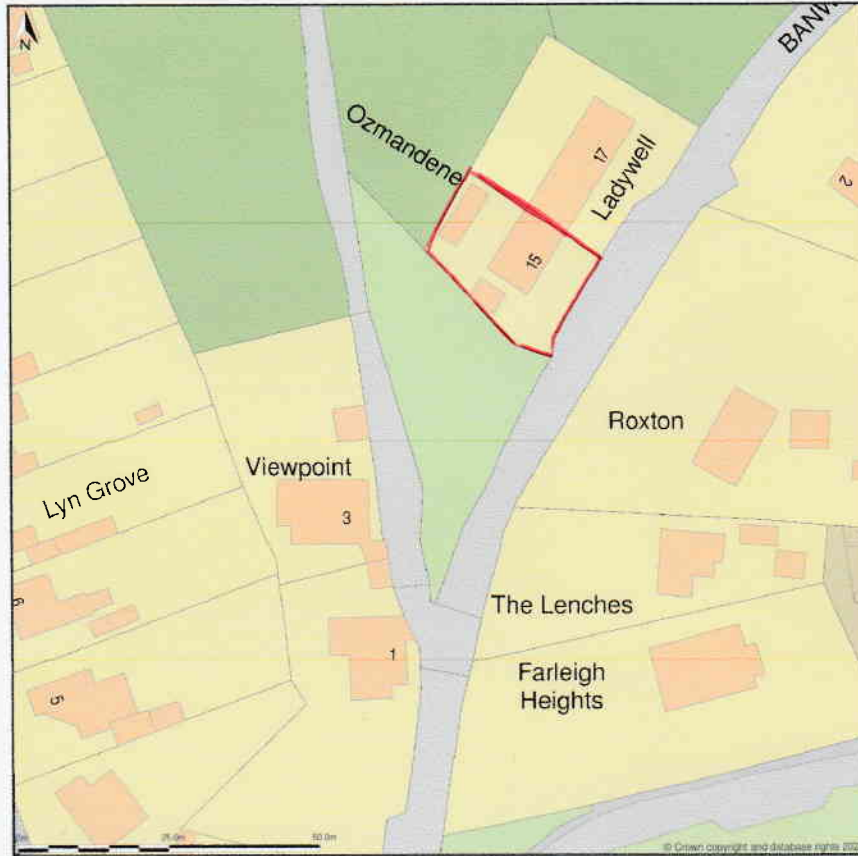 N
BANW
Ozmandene
17
Ladywell
2
15
Roxton
Viewpoint
Lyn Grove
3
6
The Lenches
1
Farleigh
Heights
5
25.0m
50.0m
© Crown copyright and database rights 202